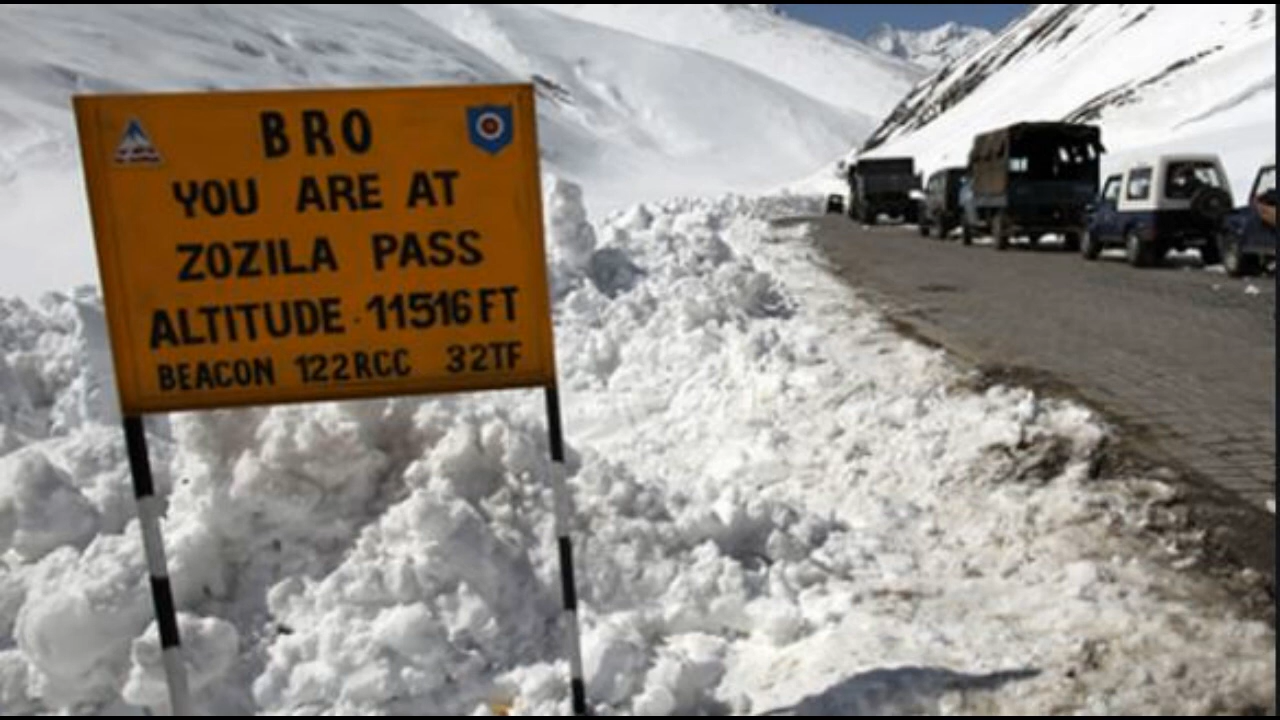 BRO
YOU ARE AT
ZOZILA PASS
ALTITUDE · 11516 FT
BEACON 122RCC 32TF